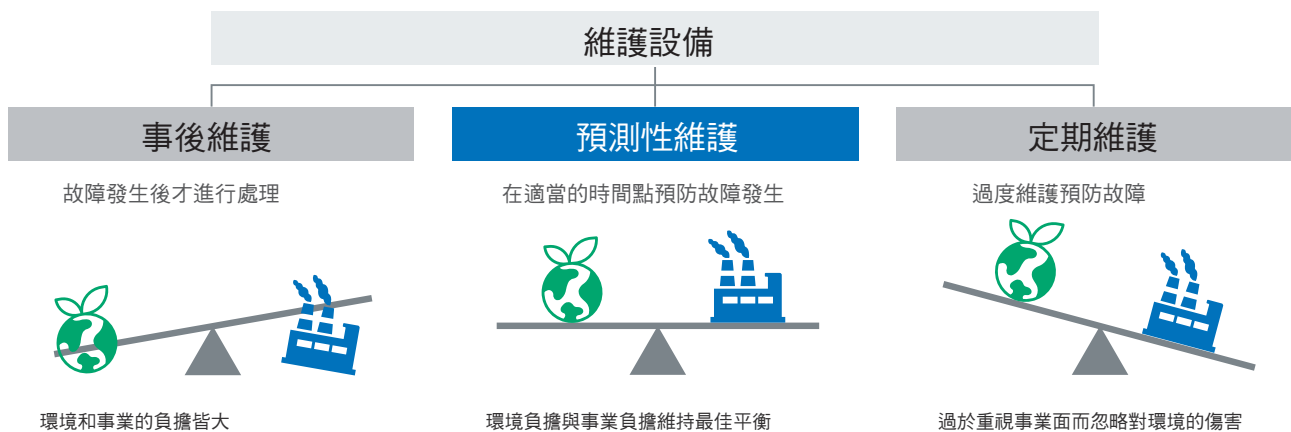 維護設備
事後維護
預測性維護
定期維護
故障發生後才進行處理
在適當的時間點預防故障發生
過度維護預防故障
環境和事業的負擔皆大
環境負擔與事業負擔維持最佳平衡
過於重視事業面而忽略對環境的傷害